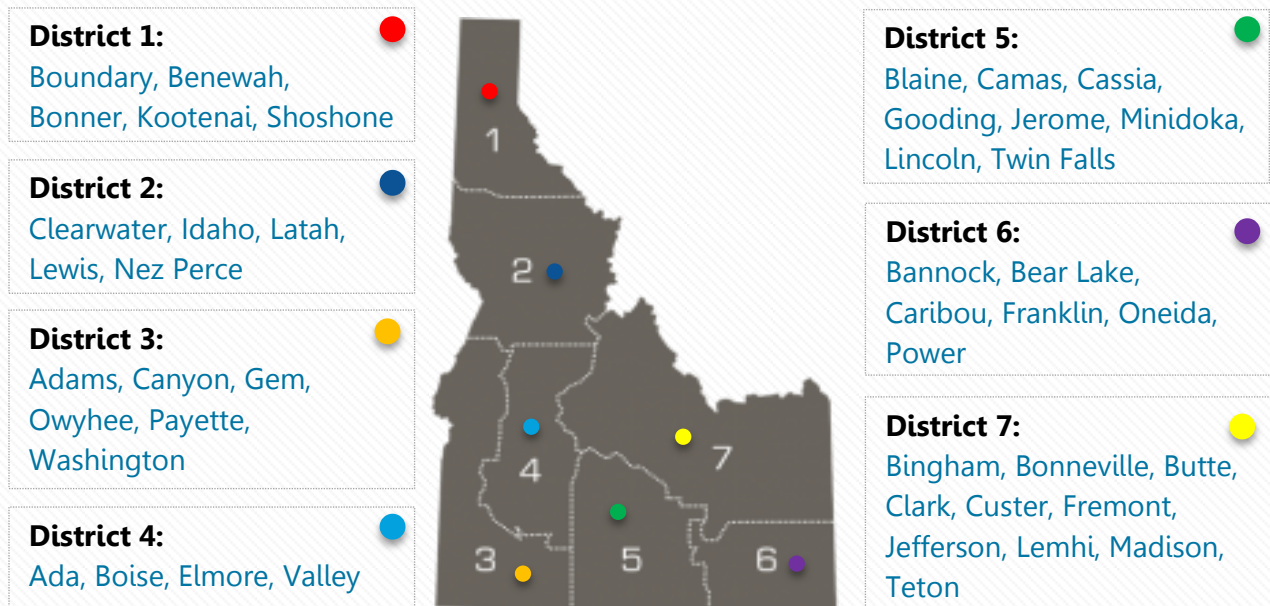 District 1:
Boundary, Benewah,
Bonner, Kootenai, Shoshone
District 2:
Clearwater, Idaho, Latah,
Lewis, Nez Perce
District 3:
Adams, Canyon, Gem,
Owyhee, Payette,
Washington
District 4:
Ada, Boise, Elmore, Valley
1
2
4
7
3
5
6
District 5:
Blaine, Camas, Cassia,
Gooding, Jerome, Minidoka,
Lincoln, Twin Falls
District 6:
Bannock, Bear Lake,
Caribou, Franklin, Oneida,
Power
District 7:
Bingham, Bonneville, Butte,
Clark, Custer, Fremont,
Jefferson, Lemhi, Madison,
Teton